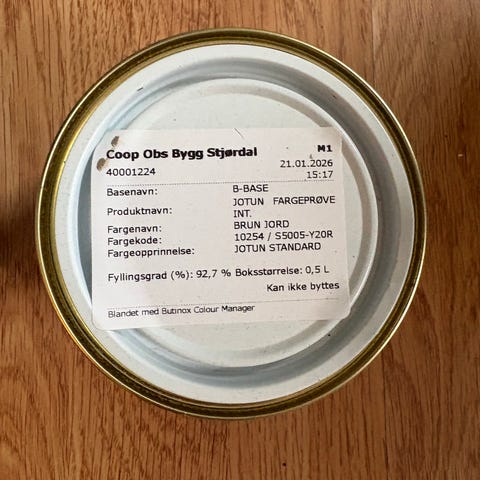 Coop Obs Bygg Stjørdal M1
40001224 21.01.2026
15:17
Basenavn: B-BASE
Produktnavn: JOTUN FARGEPRØVE
INT.
Fargenavn: BRUN JORD
Fargekode: 10254 / S5005-Y20R
Fargeopprinnelse: JOTUN STANDARD
Fyllingsgrad (%): 92,7 % Boksstørrelse: 0,5 L
Kan ikke byttes
Blandet med Butinox Colour Manager